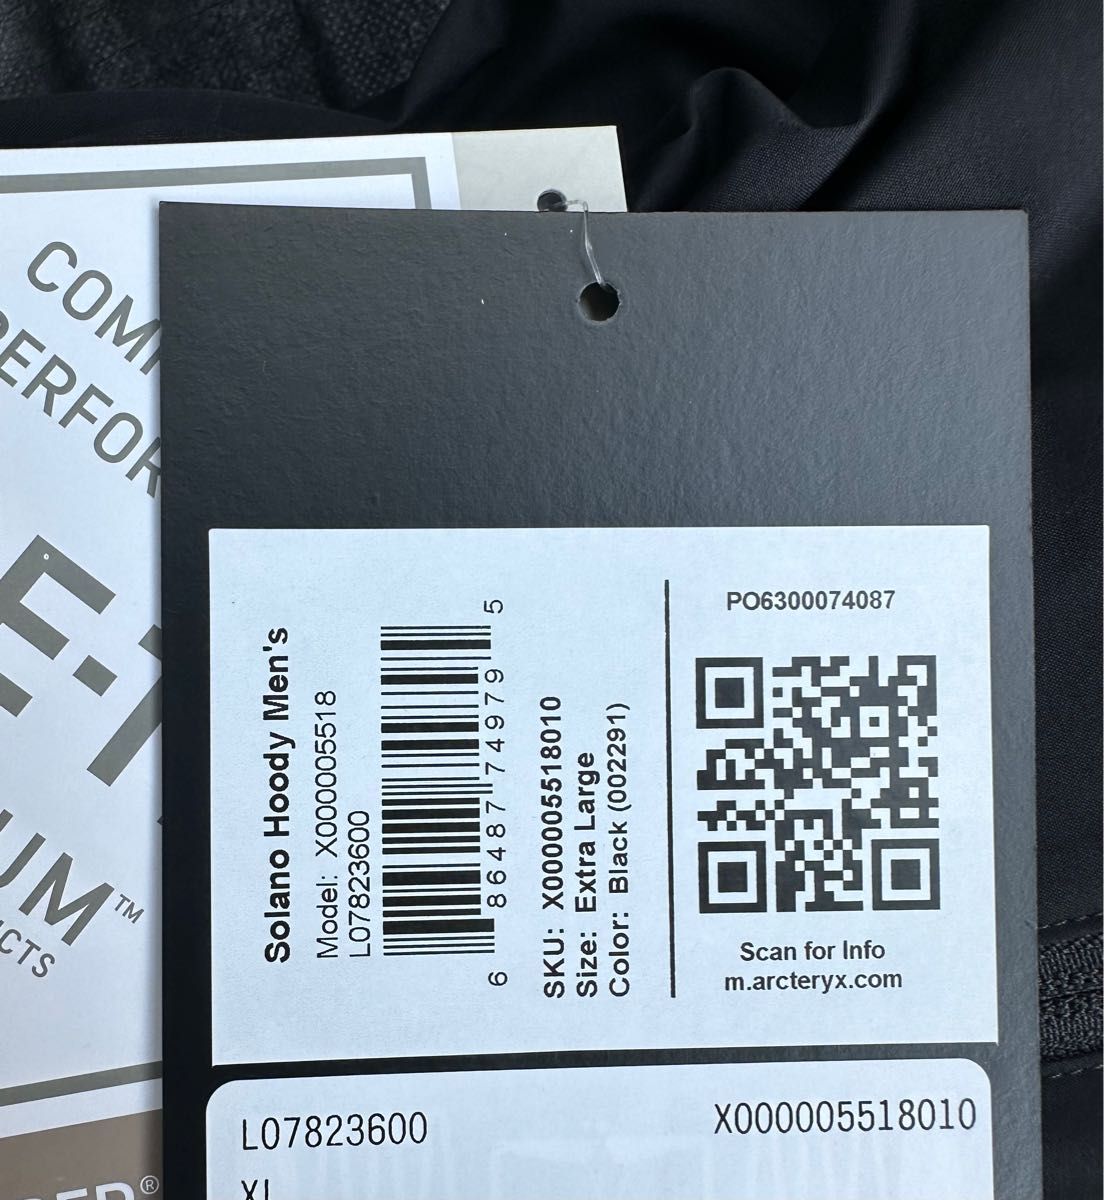 COM
PERFOR
E-
UM™
CTS
®
Solano Hoody Men's
Model: X000005518
L07823600
6 86487 74979 5
SKU: X000005518010
Size: Extra Large
Color: Black (002291)
PO6300074087
Scan for Info
m.arcteryx.com
L07823600
X000005518010
XL